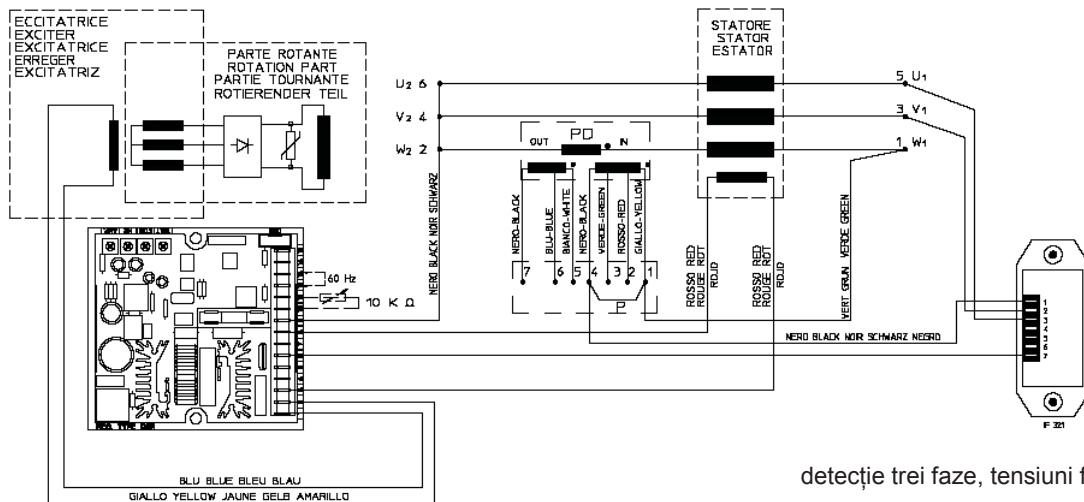 ECCITATRICE
EXCITER
EXCITATRICE
ERREGER
EXCITATRIZ
PARTE ROTANTE
ROTATION PART
PARTIE TOURNANTE
ROTIERENDER TEIL
STATORE
STATOR
ESTATOR
U2 6
V2 4
W2 2
5 U1
3 V1
1 W1
PD
OUT
IN
NERO BLACK NOIR SCHWARZ
NERO-BLACK
BLU-BLUE
BIANCO-WHITE
NERO-BLACK
VERDE-GREEN
ROSSO-RED
GIALLO-YELLOW
7 6 5 4 3 2 1
P
ROSSO RED
ROUGE ROT
ROJO
ROSSO RED
ROUGE ROT
ROJO
VERT GRUN VERDE GREEN
60 Hz
10 K Ω
NERO BLACK NOIR SCHWARZ NEGRO
1
2
3
4
5
6
7
BLU BLUE BLEU BLAU
GIALLO YELLOW JAUNE GELB AMARILLO
detecție trei faze, tensiuni f